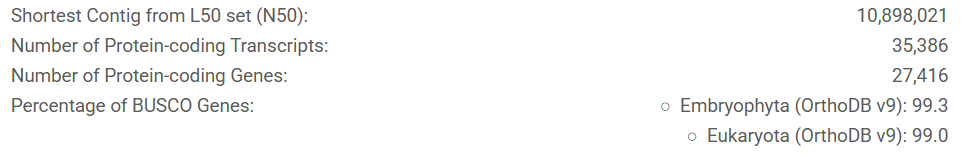 Shortest Contig from L50 set (N50): 10,898,021
Number of Protein-coding Transcripts: 35,386
Number of Protein-coding Genes: 27,416
Percentage of BUSCO Genes: ○ Embryophyta (OrthoDB v9): 99.3
○ Eukaryota (OrthoDB v9): 99.0